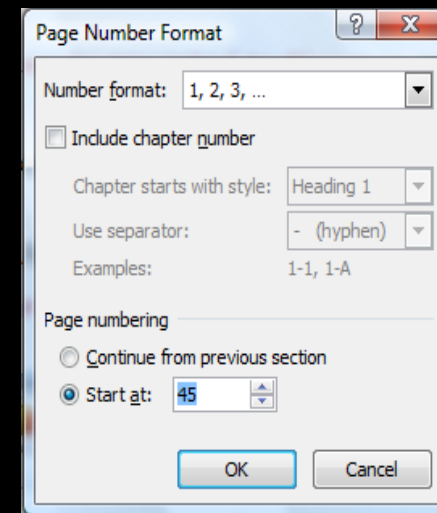 Page Number Format
Number format: 1, 2, 3, ...
Include chapter number
Chapter starts with style: Heading 1
Use separator: - (hyphen)
Examples: 1-1, 1-A
Page numbering
Continue from previous section
Start at: 45
OK Cancel